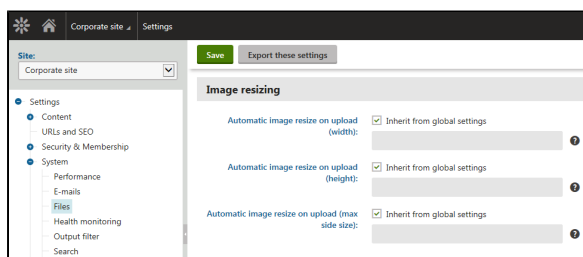 Corporate site
Settings
Site:
Corporate site
Settings
Content
URLs and SEO
Security & Membership
System
Performance
E-mails
Files
Health monitoring
Output filter
Search
Save
Export these settings
Image resizing
Automatic image resize on upload
(width):
Inherit from global settings
Automatic image resize on upload
(height):
Inherit from global settings
Automatic image resize on upload (max
side size):
Inherit from global settings